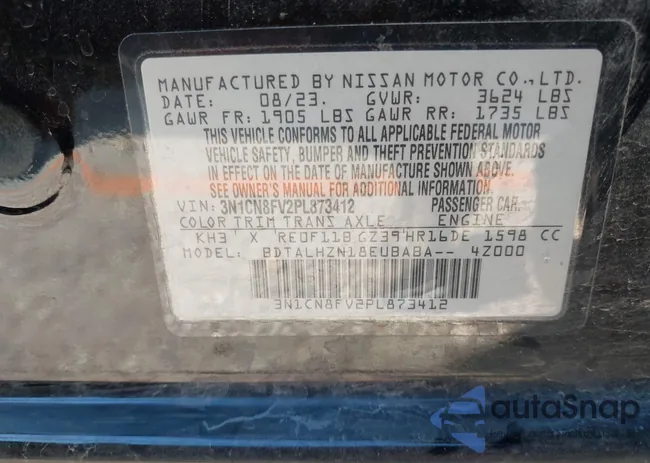 MANUFACTURED BY NISSAN MOTOR CO., LTD.
DATE: 08/23. GVWR: 3624 LBS
GAWR FR: 1905 LBS GAWR RR: 1735 LBS
THIS VEHICLE CONFORMS TO ALL APPLICABLE FEDERAL MOTOR
VEHICLE SAFETY, BUMPER AND THEFT PREVENTION STANDARDS
IN EFFECT ON THE DATE OF MANUFACTURE SHOWN ABOVE.
SEE OWNER'S MANUAL FOR ADDITIONAL INFORMATION.
VIN: 3N1CN8FV2PL873412 PASSENGER CAR.
COLOR TRIM TRANS AXLE ENGINE
KH3 X RE0F11B GZ39 HR16DE 1598 CC
MODEL: BDTALHZN18EUBABA-- 4Z000
3N1CN8FV2PL873412
autoSnap